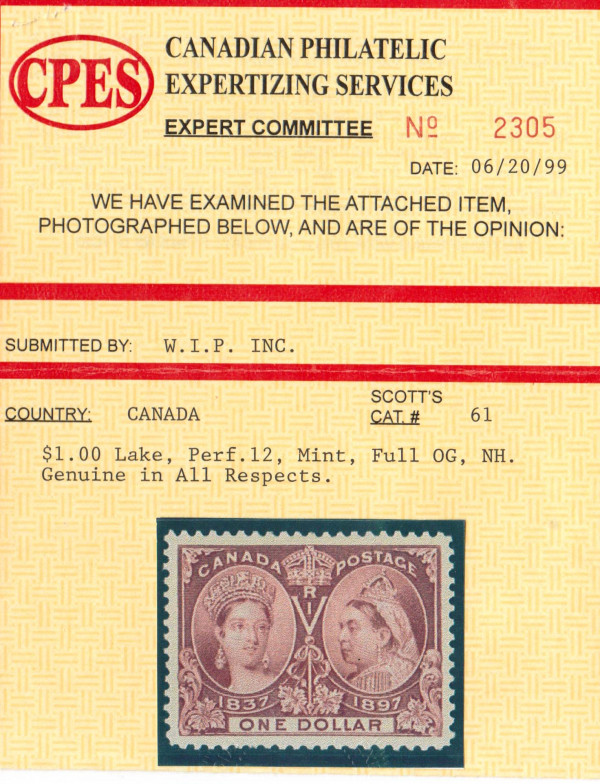 CPES
CANADIAN PHILATELIC
EXPERTIZING SERVICES
EXPERT COMMITTEE Nº 2305
DATE: 06/20/99
WE HAVE EXAMINED THE ATTACHED ITEM,
PHOTOGRAPHED BELOW, AND ARE OF THE OPINION:
SUBMITTED BY: W.I.P. INC.
COUNTRY: CANADA SCOTT'S
CAT. # 61
$1.00 Lake, Perf.12, Mint, Full OG, NH.
Genuine in All Respects.
CANADA POSTAGE
V R I
1837 1897
ONE DOLLAR